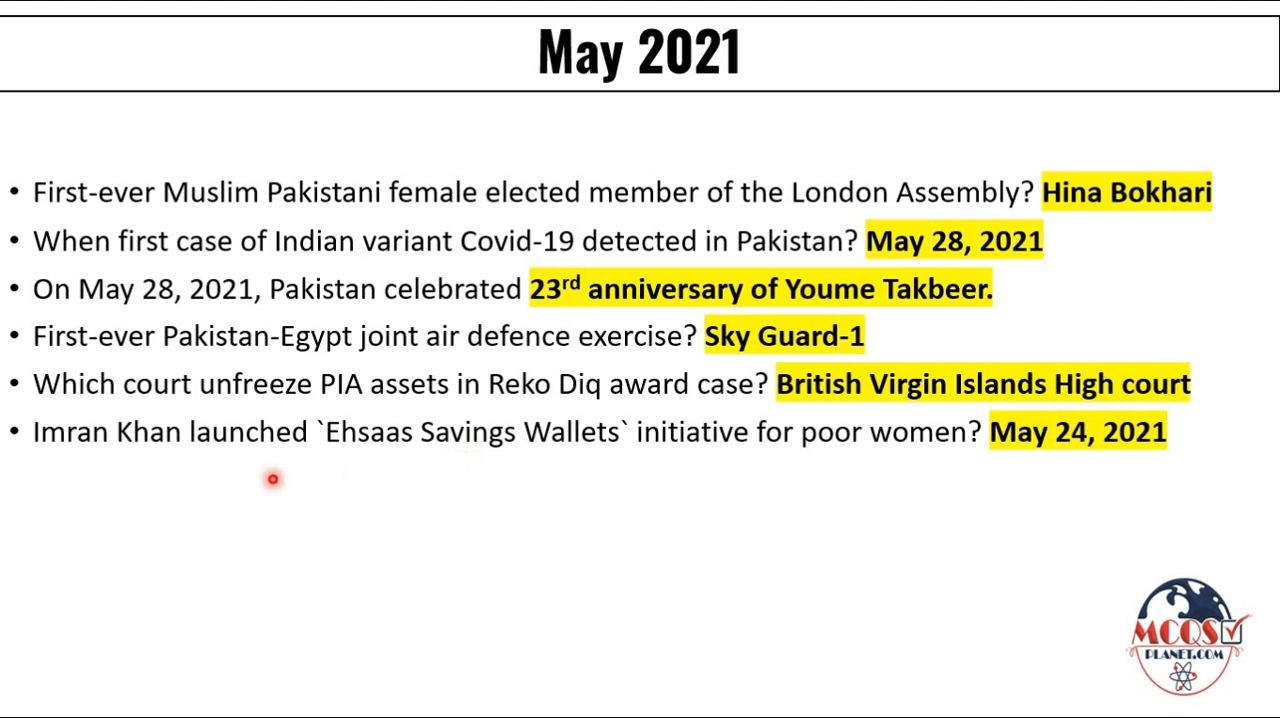 May 2021
• First-ever Muslim Pakistani female elected member of the London Assembly? Hina Bokhari
• When first case of Indian variant Covid-19 detected in Pakistan? May 28, 2021
• On May 28, 2021, Pakistan celebrated 23rd anniversary of Youme Takbeer.
• First-ever Pakistan-Egypt joint air defence exercise? Sky Guard-1
• Which court unfreeze PIA assets in Reko Diq award case? British Virgin Islands High court
• Imran Khan launched `Ehsaas Savings Wallets` initiative for poor women? May 24, 2021
MCQS
PLANET.COM